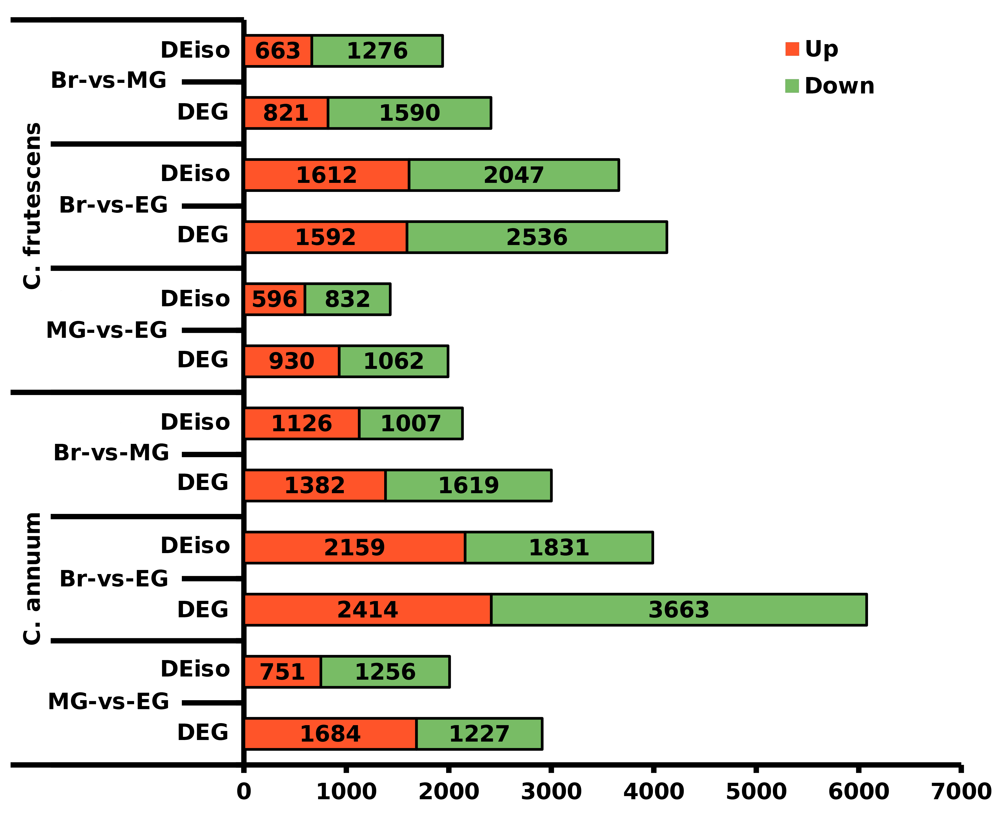 Up
Down
C. frutescens
Br-vs-MG
DEiso
663 1276
DEG
821 1590
Br-vs-EG
DEiso
1612 2047
DEG
1592 2536
MG-vs-EG
DEiso
596 832
DEG
930 1062
C. annuum
Br-vs-MG
DEiso
1126 1007
DEG
1382 1619
Br-vs-EG
DEiso
2159 1831
DEG
2414 3663
MG-vs-EG
DEiso
751 1256
DEG
1684 1227
0 1000 2000 3000 4000 5000 6000 7000